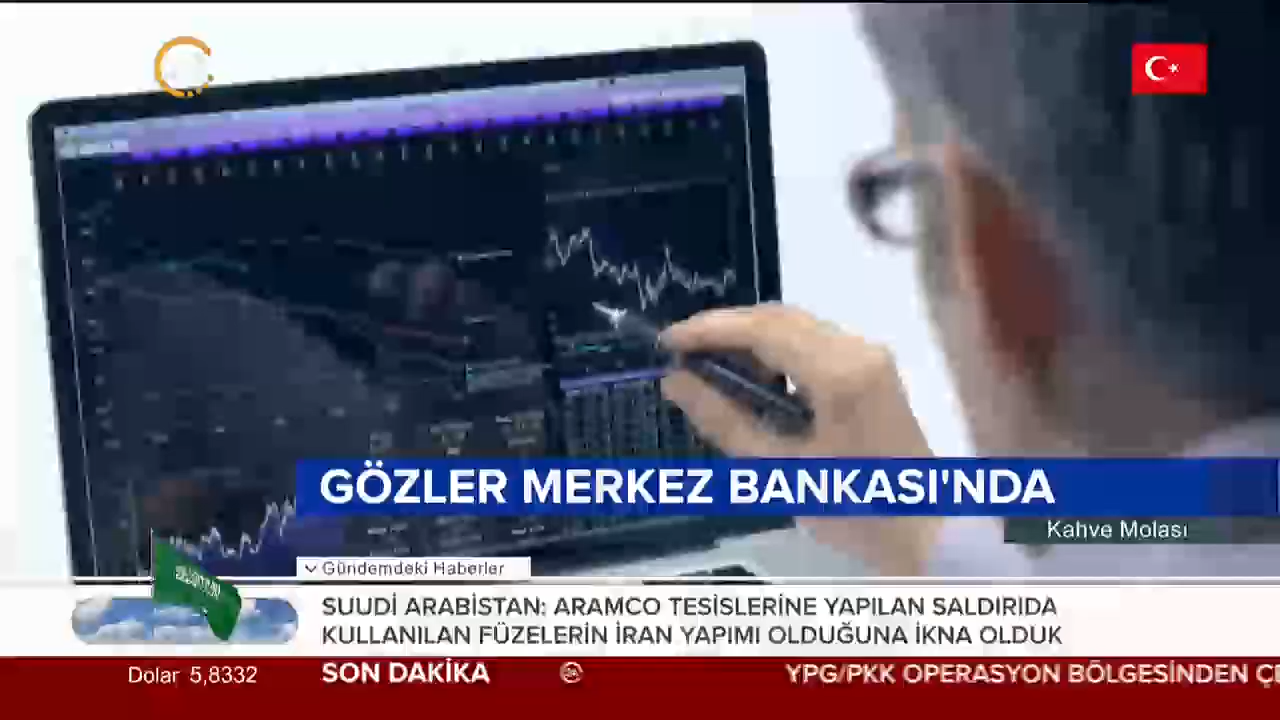 GÖZLER MERKEZ BANKASI'NDA
Kahve Molası
Gündemdeki Haberler
SUUDİ ARABİSTAN: ARAMCO TESİSLERİNE YAPILAN SALDIRIDA
KULLANILAN FÜZELERİN İRAN YAPIMI OLDUĞUNA İKNA OLDUK
Dolar 5,8332 SON DAKİKA YPG/PKK OPERASYON BÖLGESİNDEN